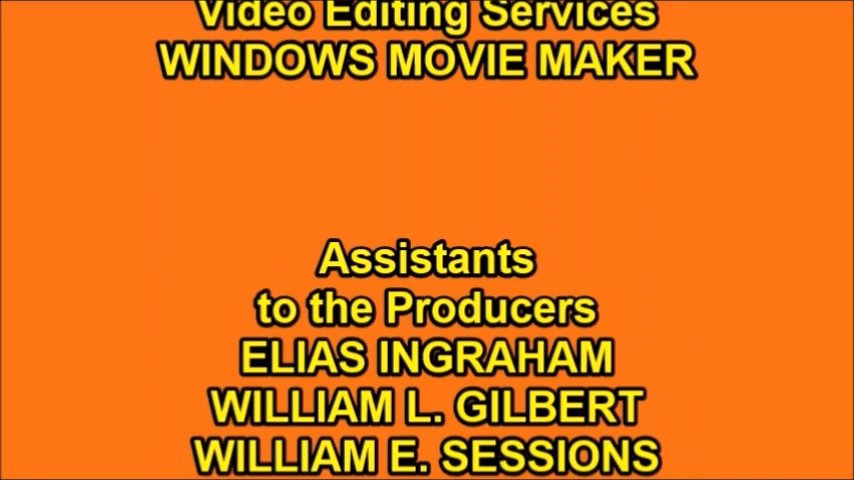 Video Editing Services
WINDOWS MOVIE MAKER
Assistants
to the Producers
ELIAS INGRAHAM
WILLIAM L. GILBERT
WILLIAM E. SESSIONS